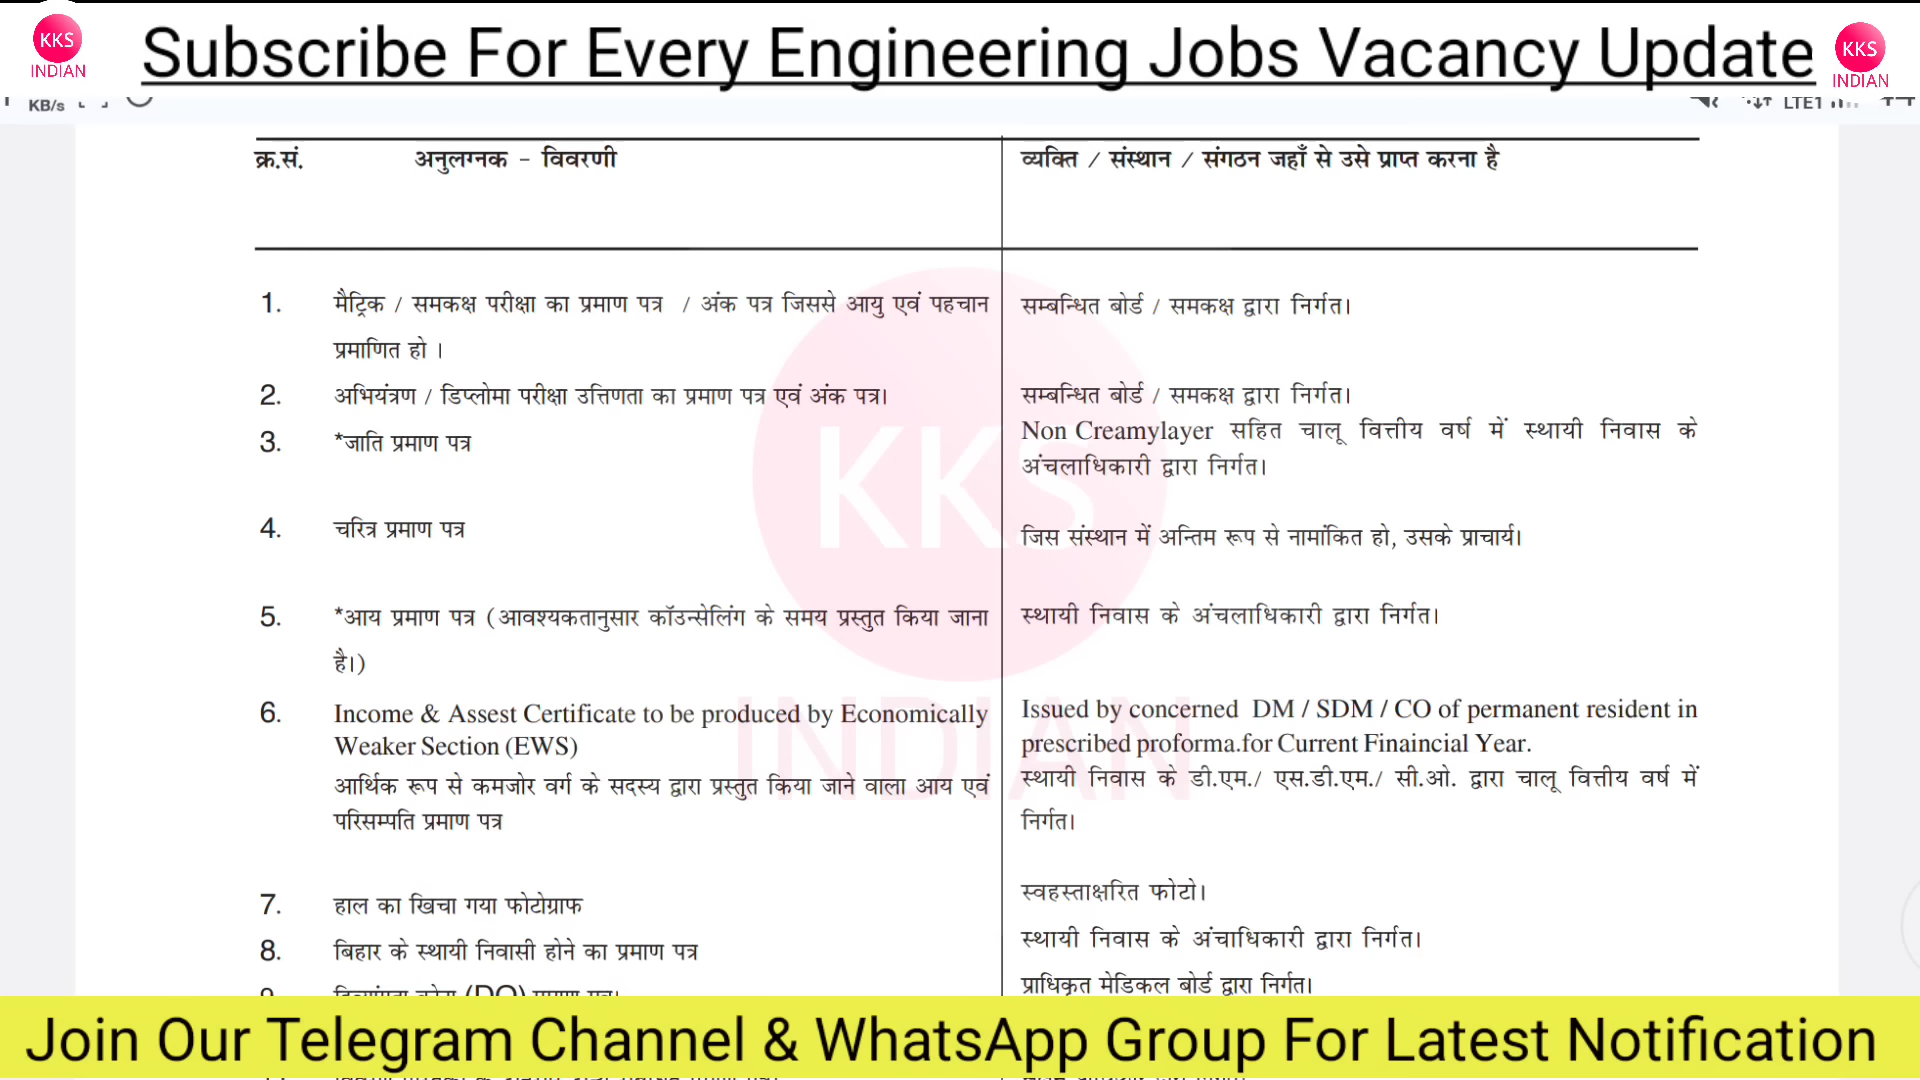 KKS
INDIAN
Subscribe For Every Engineering Jobs Vacancy Update
KKS
INDIAN
KB/s
LTE1
क्र.सं. अनुलग्नक - विवरणी
व्यक्ति / संस्थान / संगठन जहाँ से उसे प्राप्त करना है
1. मैट्रिक / समकक्ष परीक्षा का प्रमाण पत्र / अंक पत्र जिससे आयु एवं पहचान
प्रमाणित हो ।
सम्बन्धित बोर्ड / समकक्ष द्वारा निर्गत।
2. अभियंत्रण / डिप्लोमा परीक्षा उत्तिणता का प्रमाण पत्र एवं अंक पत्र।
सम्बन्धित बोर्ड / समकक्ष द्वारा निर्गत।
3. *जाति प्रमाण पत्र
Non Creamylayer सहित चालू वित्तीय वर्ष में स्थायी निवास के
अंचलाधिकारी द्वारा निर्गत।
4. चरित्र प्रमाण पत्र
जिस संस्थान में अन्तिम रूप से नामांकित हो, उसके प्राचार्य।
5. *आय प्रमाण पत्र (आवश्यकतानुसार कॉउन्सेलिंग के समय प्रस्तुत किया जाना
है।)
स्थायी निवास के अंचलाधिकारी द्वारा निर्गत।
6. Income & Assest Certificate to be produced by Economically
Weaker Section (EWS)
आर्थिक रूप से कमजोर वर्ग के सदस्य द्वारा प्रस्तुत किया जाने वाला आय एवं
परिसम्पति प्रमाण पत्र
Issued by concerned DM / SDM / CO of permanent resident in
prescribed proforma.for Current Finaincial Year.
स्थायी निवास के डी.एम./ एस.डी.एम./ सी.ओ. द्वारा चालू वित्तीय वर्ष में
निर्गत।
7. हाल का खिचा गया फोटोग्राफ
स्वहस्ताक्षरित फोटो।
8. बिहार के स्थायी निवासी होने का प्रमाण पत्र
स्थायी निवास के अंचाधिकारी द्वारा निर्गत।
(DQ) प्रमाण पत्र।
प्राधिकृत मेडिकल बोर्ड द्वारा निर्गत।
KKS
INDIAN
Join Our Telegram Channel & WhatsApp Group For Latest Notification